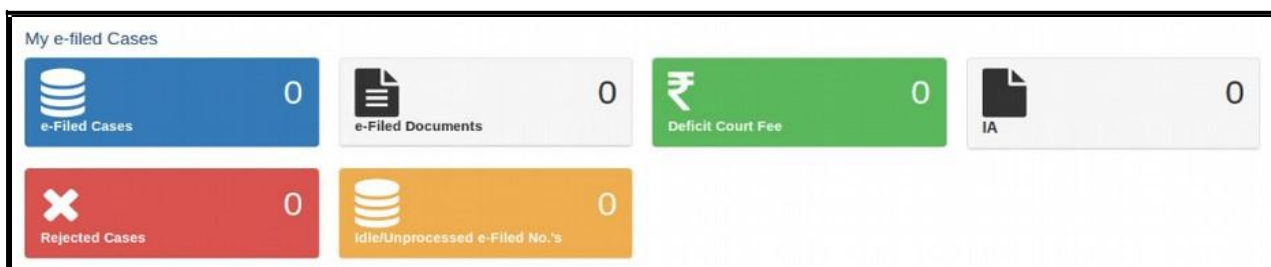 My e-filed Cases
0
e-Filed Cases
0
e-Filed Documents
₹ 0
Deficit Court Fee
0
IA
0
Rejected Cases
0
Idle/Unprocessed e-Filed No.'s